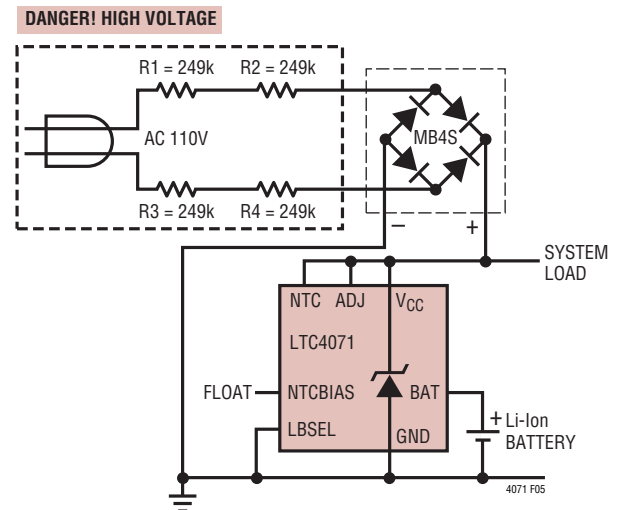 DANGER! HIGH VOLTAGE
R1 = 249k R2 = 249k
AC 110V
MB4S
R3 = 249k R4 = 249k
– +
SYSTEM
LOAD
NTC ADJ VCC
LTC4071
FLOAT NTCBIAS BAT
+ Li-Ion
BATTERY
LBSEL
GND
4071 F05